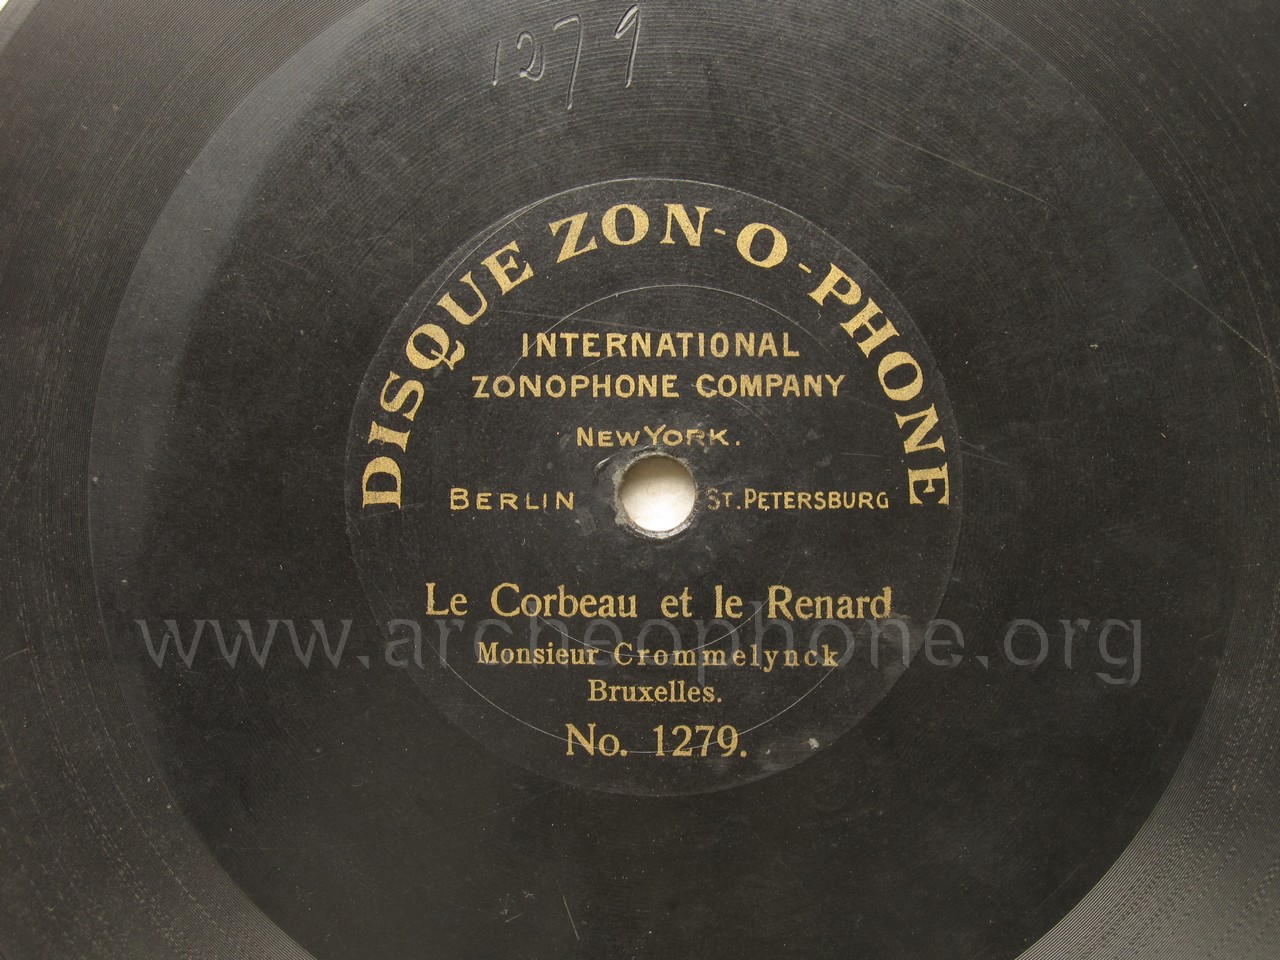 1279
DISQUE ZON-O-PHONE
INTERNATIONAL
ZONOPHONE COMPANY
NEW YORK.
BERLIN ST. PETERSBURG
Le Corbeau et le Renard
www.archeophone.org
Monsieur Crommelynck
Bruxelles.
No. 1279.